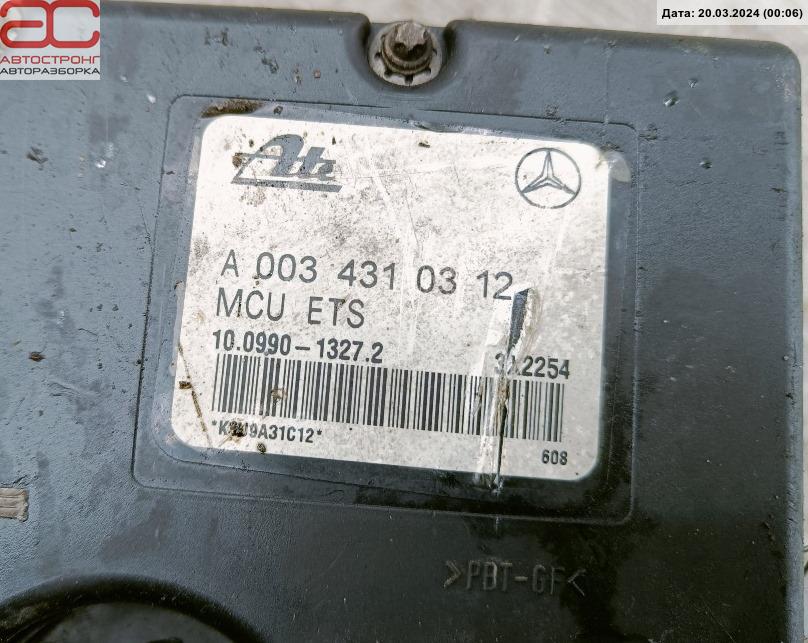 АС
АВТОСТРОНГ
АВТОРАЗБОРКА
Дата: 20.03.2024 (00:06)
Ate
A 003 431 03 12
MCU ETS
10.0990-1327.2
608
>PBT-GF<